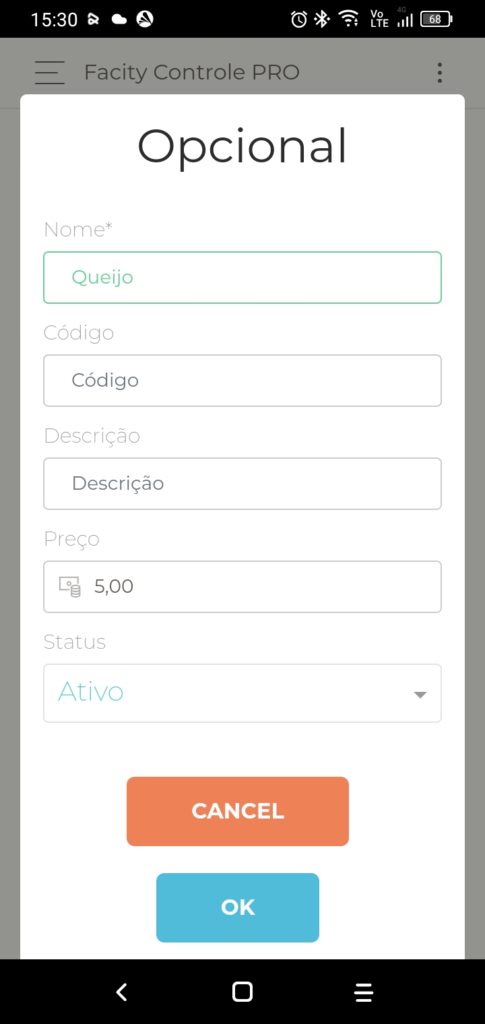 15:30
Vo
LTE
4G
68
Facity Controle PRO
Opcional
Nome*
Queijo
Código
Código
Descrição
Descrição
Preço
5,00
Status
Ativo
CANCEL
OK